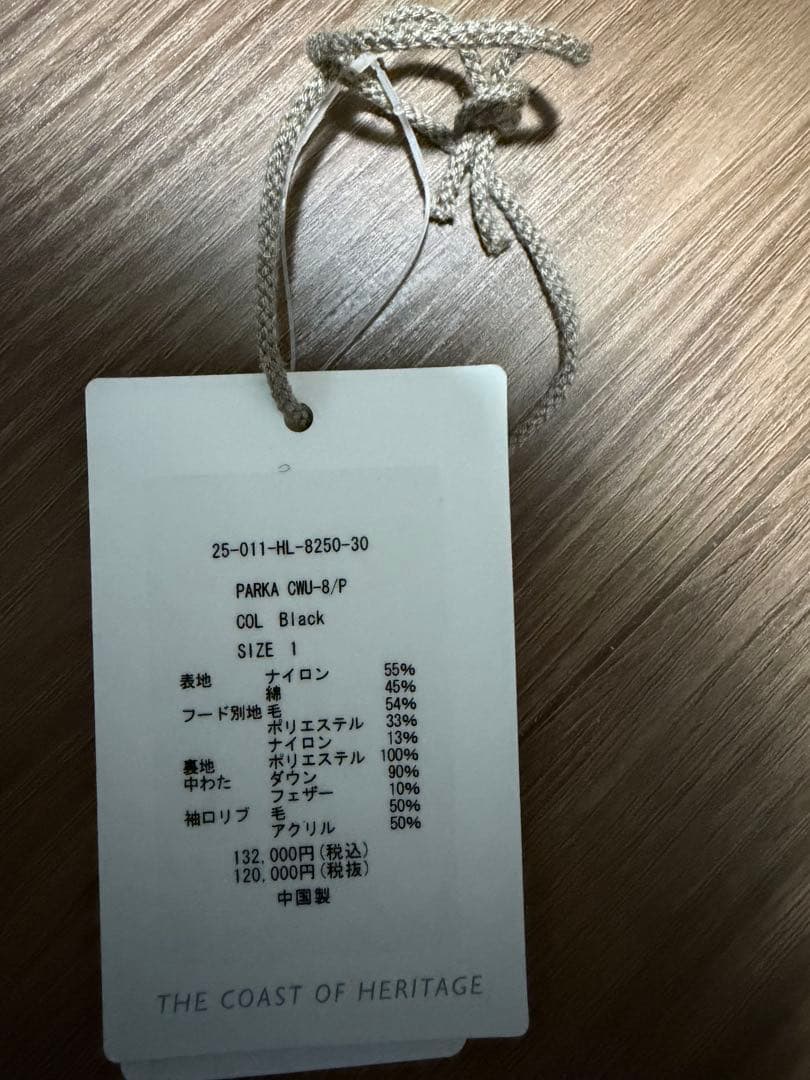 25-011-HL-8250-30
PARKA CWU-8/P
COL Black
SIZE 1
表地 ナイロン 55%
綿 45%
フード別地 毛 54%
ポリエステル 33%
ナイロン 13%
裏地 ポリエステル 100%
中わた ダウン 90%
フェザー 10%
袖口リブ 毛 50%
アクリル 50%
132,000円(税込)
120,000円(税抜)
中国製
THE COAST OF HERITAGE